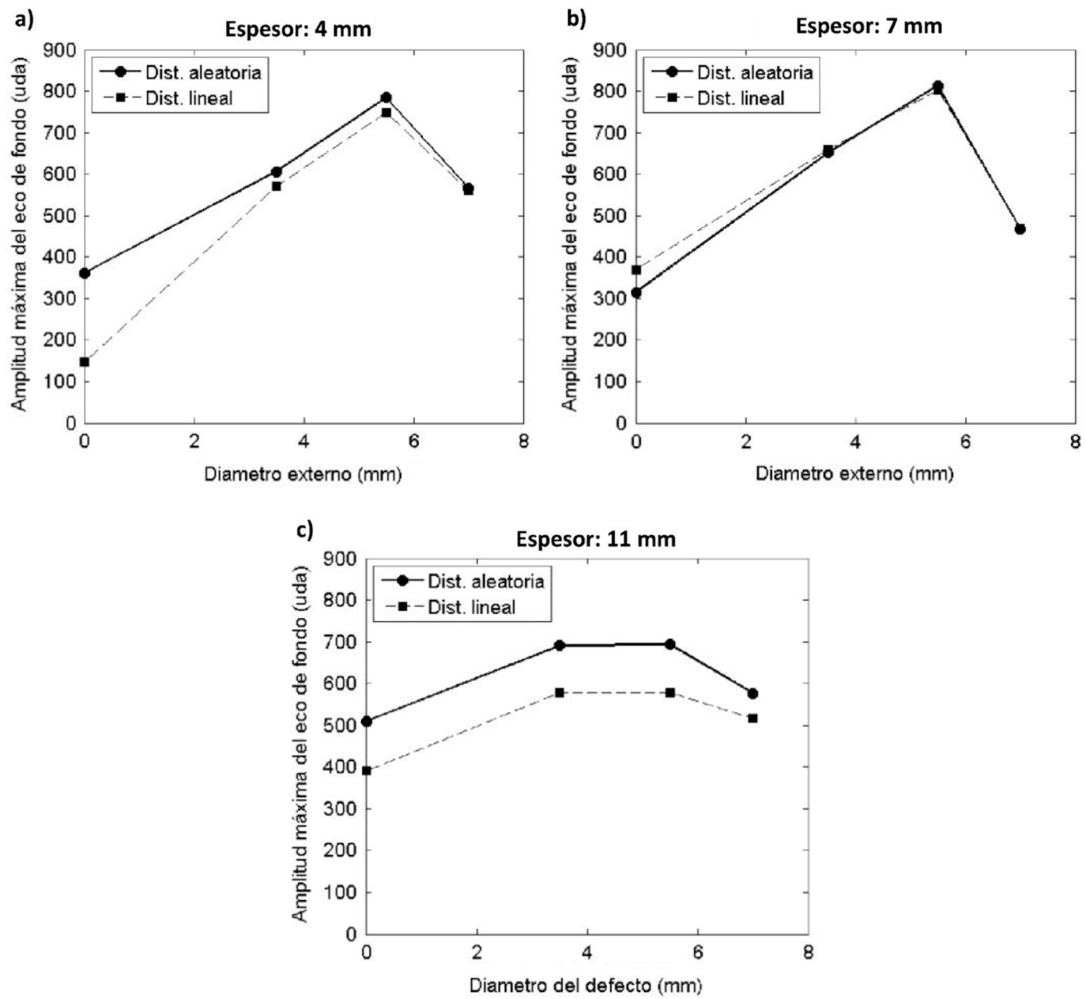 a)
Espesor: 4 mm
900
800
700
600
500
400
300
200
100
0
0 2 4 6 8
Amplitud máxima del eco de fondo (uda)
Diametro externo (mm)
Dist. aleatoria
Dist. lineal
b)
Espesor: 7 mm
900
800
700
600
500
400
300
200
100
0
0 2 4 6 8
Amplitud máxima del eco de fondo (uda)
Diametro externo (mm)
Dist. aleatoria
Dist. lineal
c)
Espesor: 11 mm
900
800
700
600
500
400
300
200
100
0
0 2 4 6 8
Amplitud máxima del eco de fondo (uda)
Diametro del defecto (mm)
Dist. aleatoria
Dist. lineal